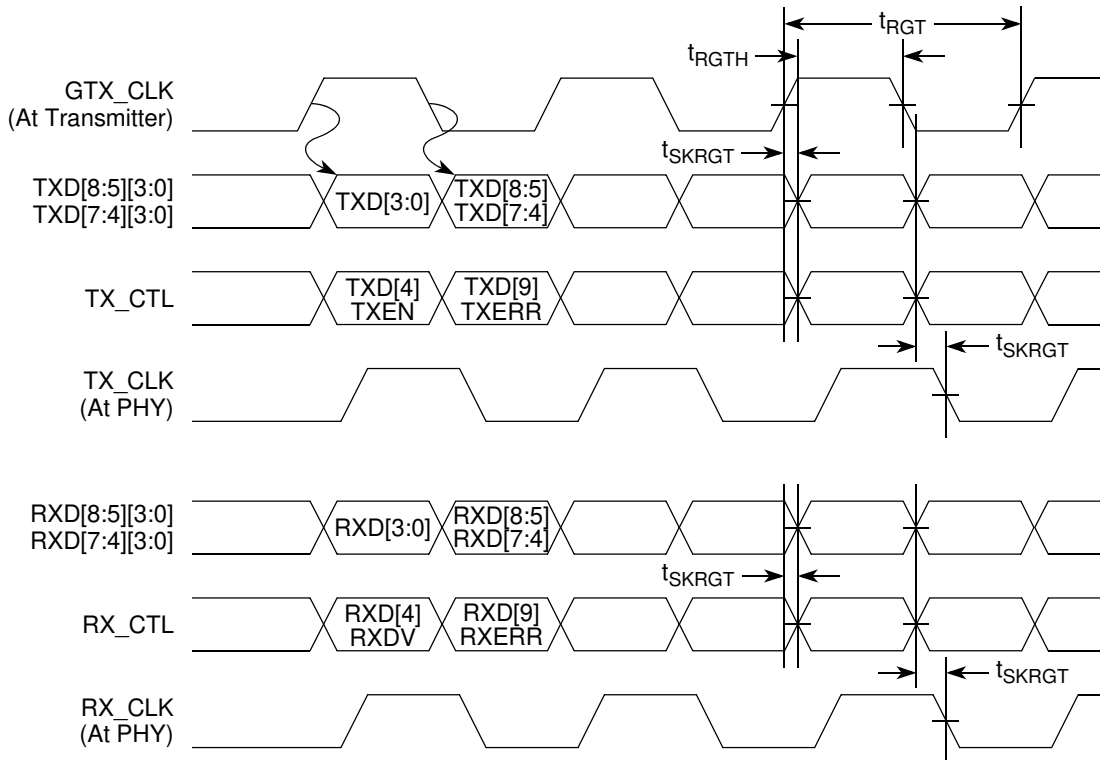 tRGT
tRGTH
GTX_CLK
(At Transmitter)
tSKRGT
TXD[8:5][3:0]
TXD[7:4][3:0]
TXD[3:0]
TXD[8:5]
TXD[7:4]
TX_CTL
TXD[4]
TXEN
TXD[9]
TXERR
tSKRGT
TX_CLK
(At PHY)
RXD[8:5][3:0]
RXD[7:4][3:0]
RXD[3:0]
RXD[8:5]
RXD[7:4]
tSKRGT
RX_CTL
RXD[4]
RXDV
RXD[9]
RXERR
tSKRGT
RX_CLK
(At PHY)